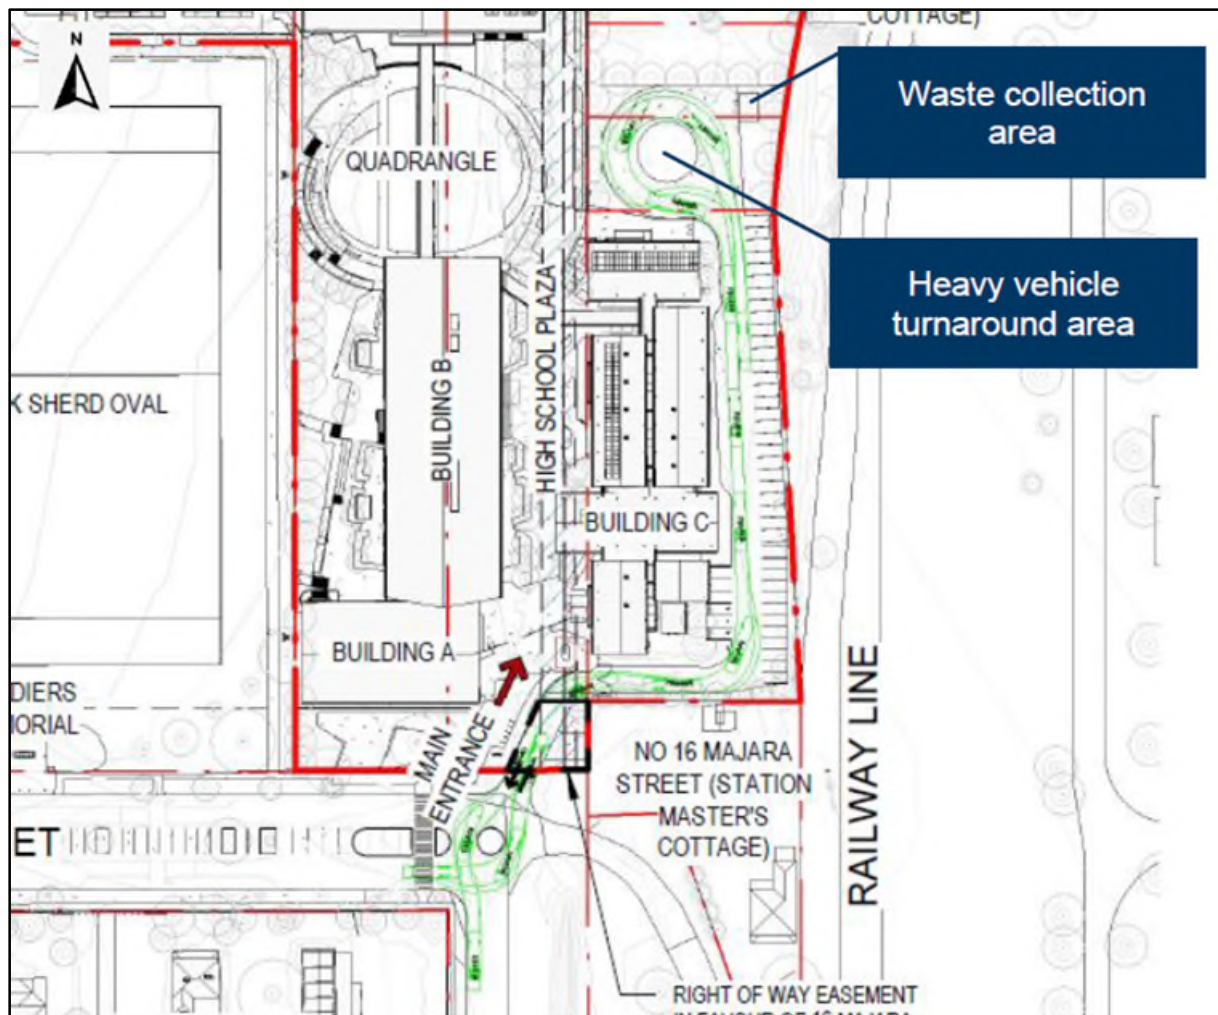 COTTAGE)
N
Waste collection
area
QUADRANGLE
Heavy vehicle
turnaround area
HIGH SCHOOL PLAZA
BUILDING B
K SHERD OVAL
BUILDING C
BUILDING A
DIERS
MORIAL
MAIN
ENTRANCE
NO 16 MAJARA
STREET (STATION
MASTER'S
COTTAGE)
RAILWAY LINE
ET
RIGHT OF WAY EASEMENT